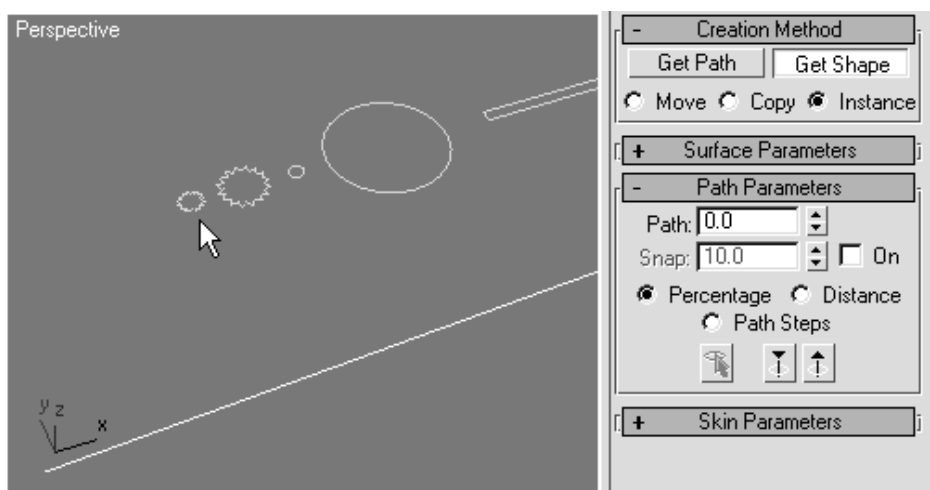 Perspective
y z x
- Creation Method
Get Path Get Shape
Move Copy Instance
+ Surface Parameters
- Path Parameters
Path: 0.0
Snap: 10.0 On
Percentage Distance
Path Steps
+ Skin Parameters